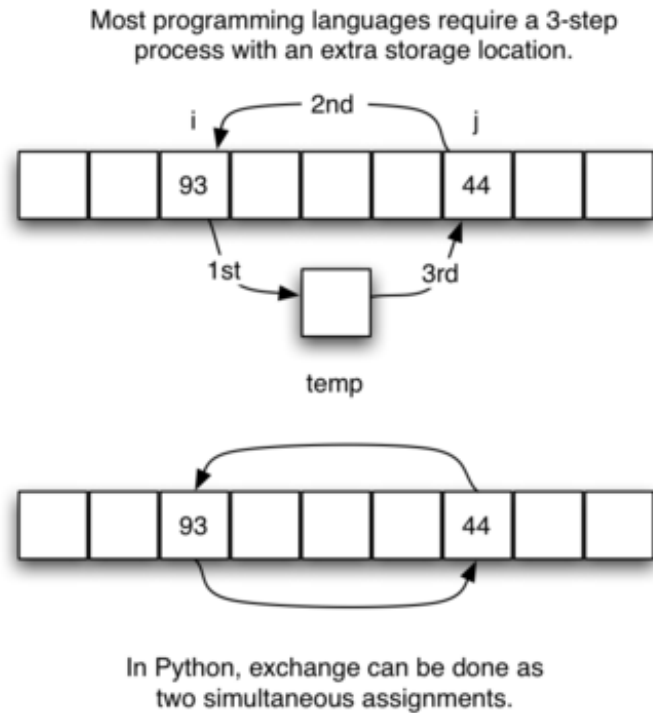 Most programming languages require a 3-step
process with an extra storage location.
2nd
i
j
93
44
1st
3rd
temp
93
44
In Python, exchange can be done as
two simultaneous assignments.